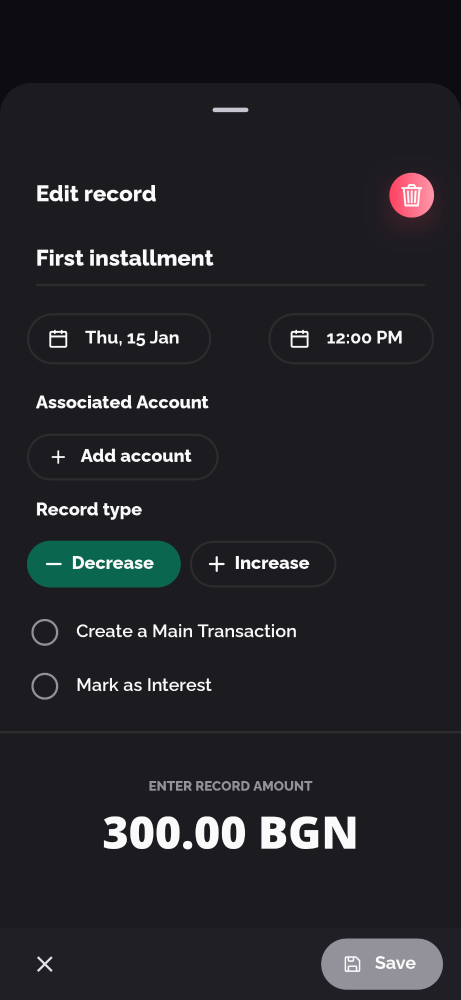 Edit record
First installment
Thu, 15 Jan
12:00 PM
Associated Account
Add account
Record type
Decrease
Increase
Create a Main Transaction
Mark as Interest
ENTER RECORD AMOUNT
300.00 BGN
Save